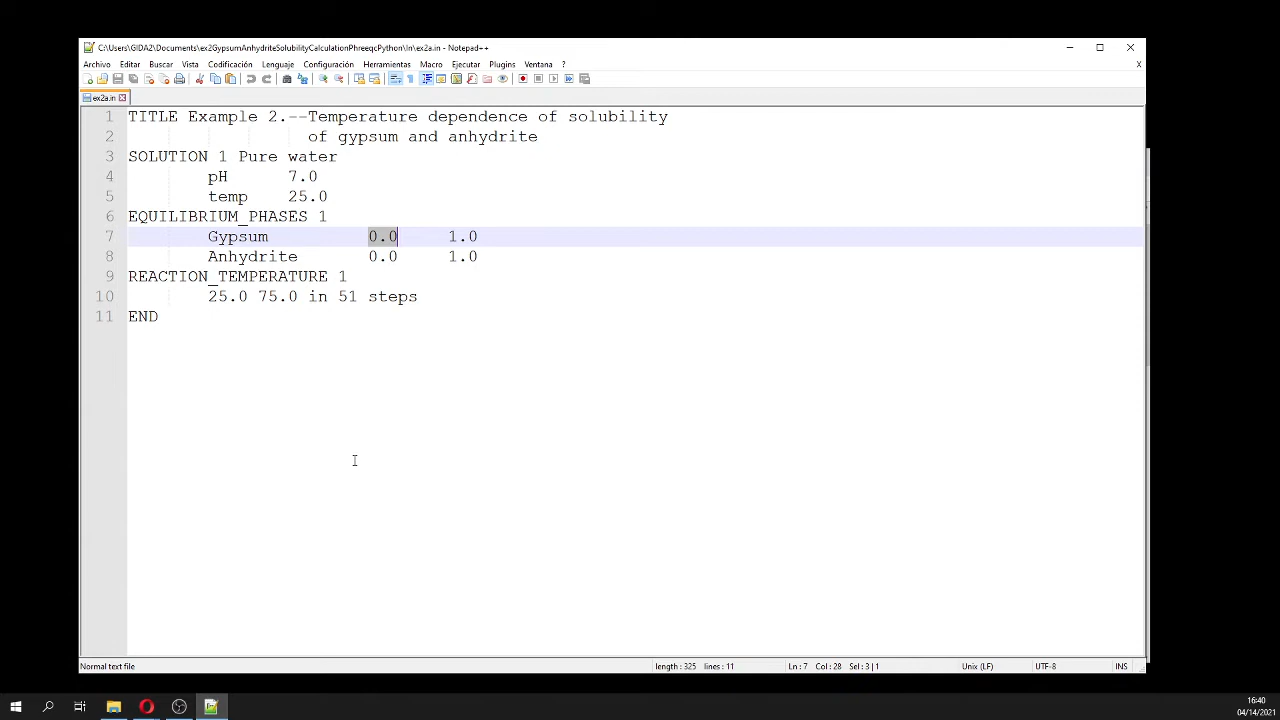 C:\Users\GIDA2\Documents\ex2GypsumAnhydriteSolubilityCalculationPhreeqcPython\In\ex2a.in - Notepad++
Archivo Editar Buscar Vista Codificación Lenguaje Configuración Herramientas Macro Ejecutar Plugins Ventana ? X
ex2a.in
1 TITLE Example 2.--Temperature dependence of solubility
2 of gypsum and anhydrite
3 SOLUTION 1 Pure water
4 pH 7.0
5 temp 25.0
6 EQUILIBRIUM_PHASES 1
7 Gypsum 0.0 1.0
8 Anhydrite 0.0 1.0
9 REACTION_TEMPERATURE 1
10 25.0 75.0 in 51 steps
11 END
Normal text file length : 325 lines : 11 Ln : 7 Col : 28 Sel : 3 | 1 Unix (LF) UTF-8 INS
16:40
04/14/2021